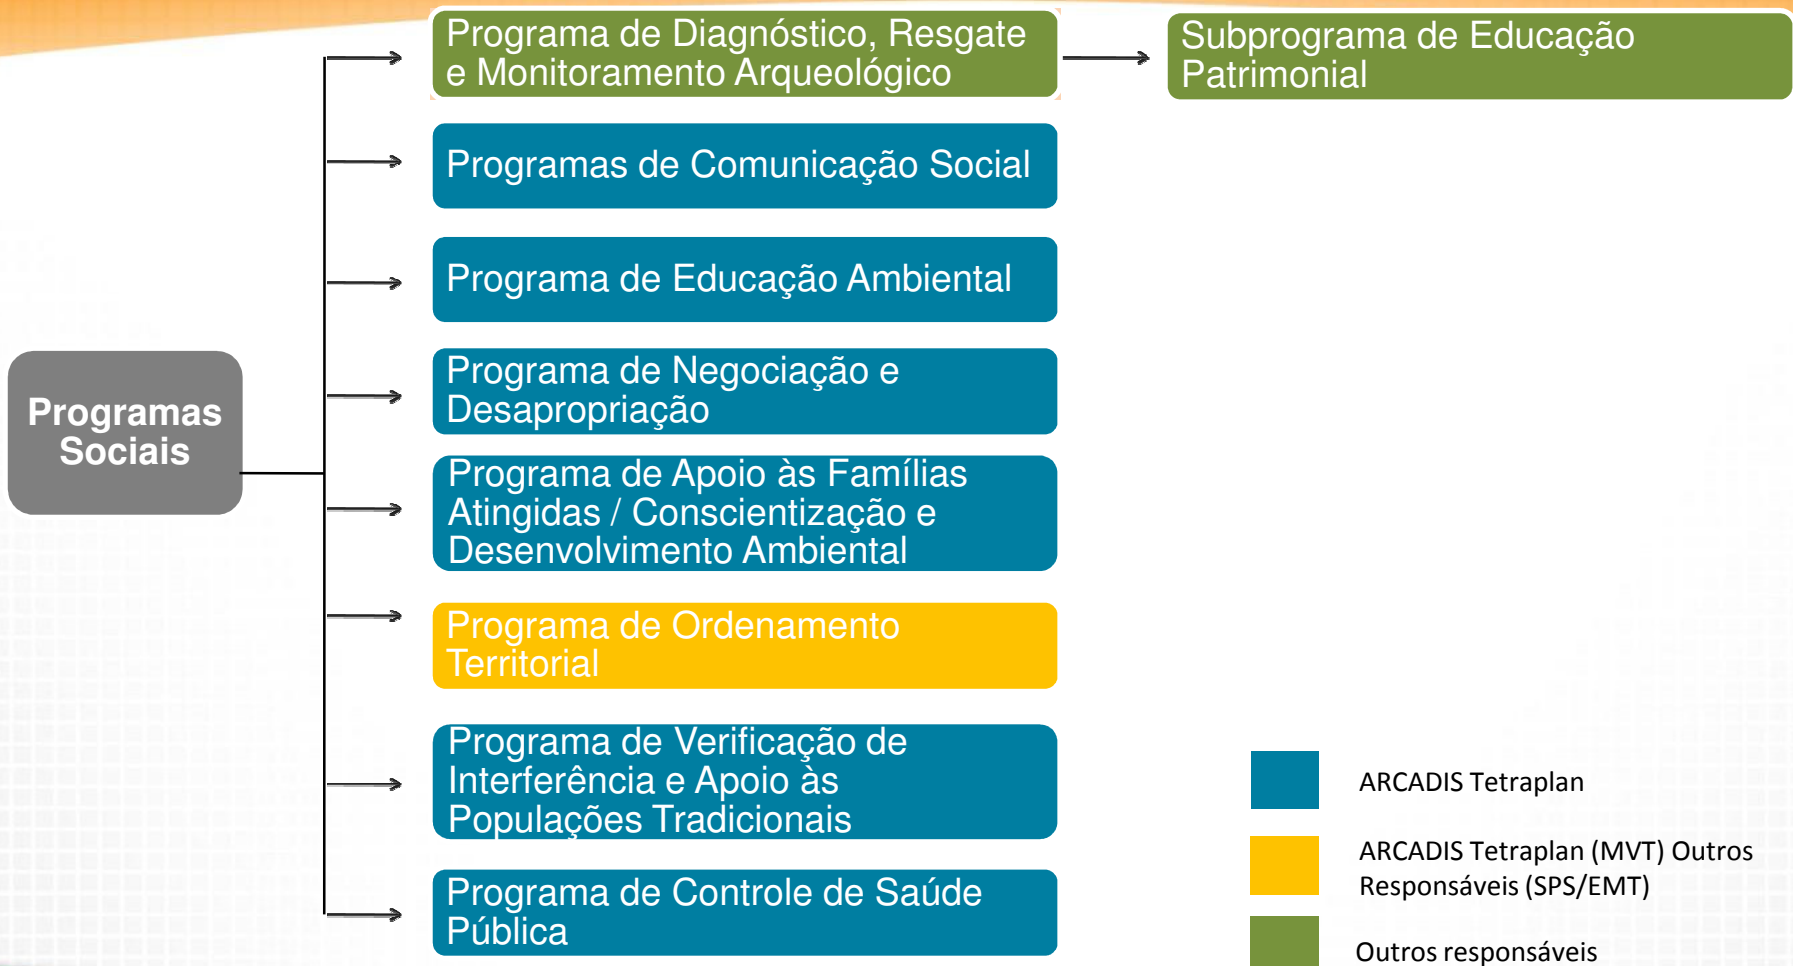 Programa de Diagnóstico, Resgate
e Monitoramento Arqueológico
Subprograma de Educação
Patrimonial
Programas de Comunicação Social
Programa de Educação Ambiental
Programa de Negociação e
Desapropriação
Programas
Sociais
Programa de Apoio às Famílias
Atingidas / Conscientização e
Desenvolvimento Ambiental
Programa de Ordenamento
Territorial
Programa de Verificação de
Interferência e Apoio às
Populações Tradicionais
Programa de Controle de Saúde
Pública
ARCADIS Tetraplan
ARCADIS Tetraplan (MVT) Outros
Responsáveis (SPS/EMT)
Outros responsáveis